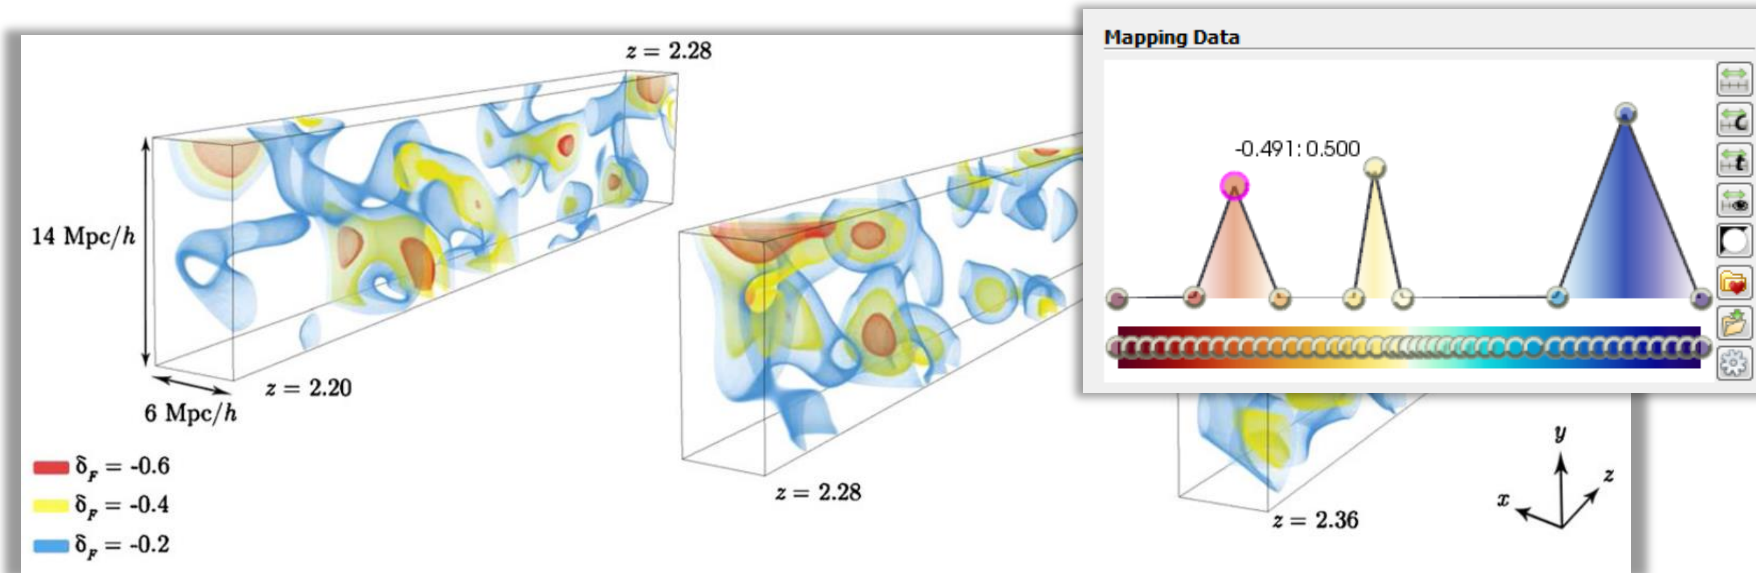 z = 2.28
14 Mpc/h
6 Mpc/h
z = 2.20
δF = -0.6
δF = -0.4
δF = -0.2
z = 2.28
z = 2.36
y
z
x
Mapping Data
-0.491: 0.500
c
t